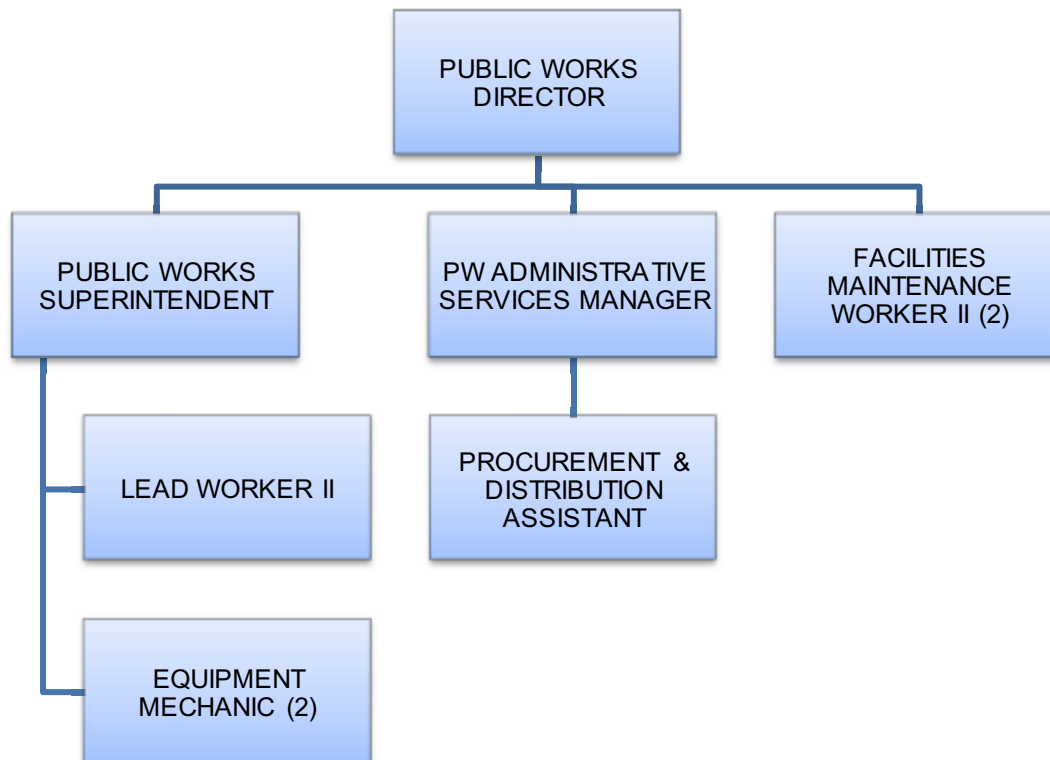 PUBLIC WORKS
DIRECTOR
PUBLIC WORKS
SUPERINTENDENT
PW ADMINISTRATIVE
SERVICES MANAGER
FACILITIES
MAINTENANCE
WORKER II (2)
LEAD WORKER II
PROCUREMENT &
DISTRIBUTION
ASSISTANT
EQUIPMENT
MECHANIC (2)